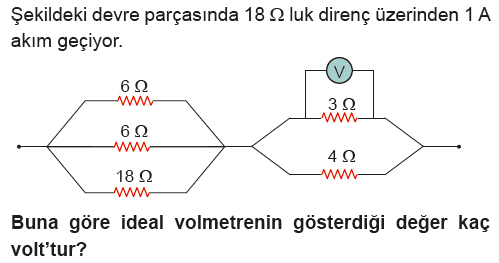 Şekildeki devre parçasında 18 Ω luk direnç üzerinden 1 A
akım geçiyor.
V
6 Ω
3 Ω
6 Ω
4 Ω
18 Ω
Buna göre ideal volmetrenin gösterdiği değer kaç
volt’tur?